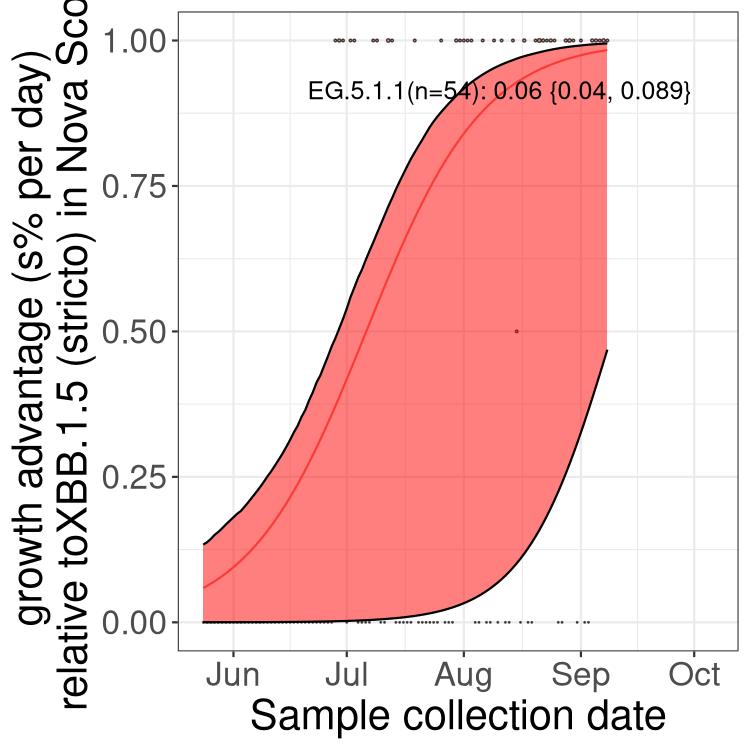 growth advantage (s% per day)
relative toXBB.1.5 (stricto) in Nova Sco
1.00
0.75
0.50
0.25
0.00
EG.5.1.1(n=54): 0.06 {0.04, 0.089}
Jun Jul Aug Sep Oct
Sample collection date